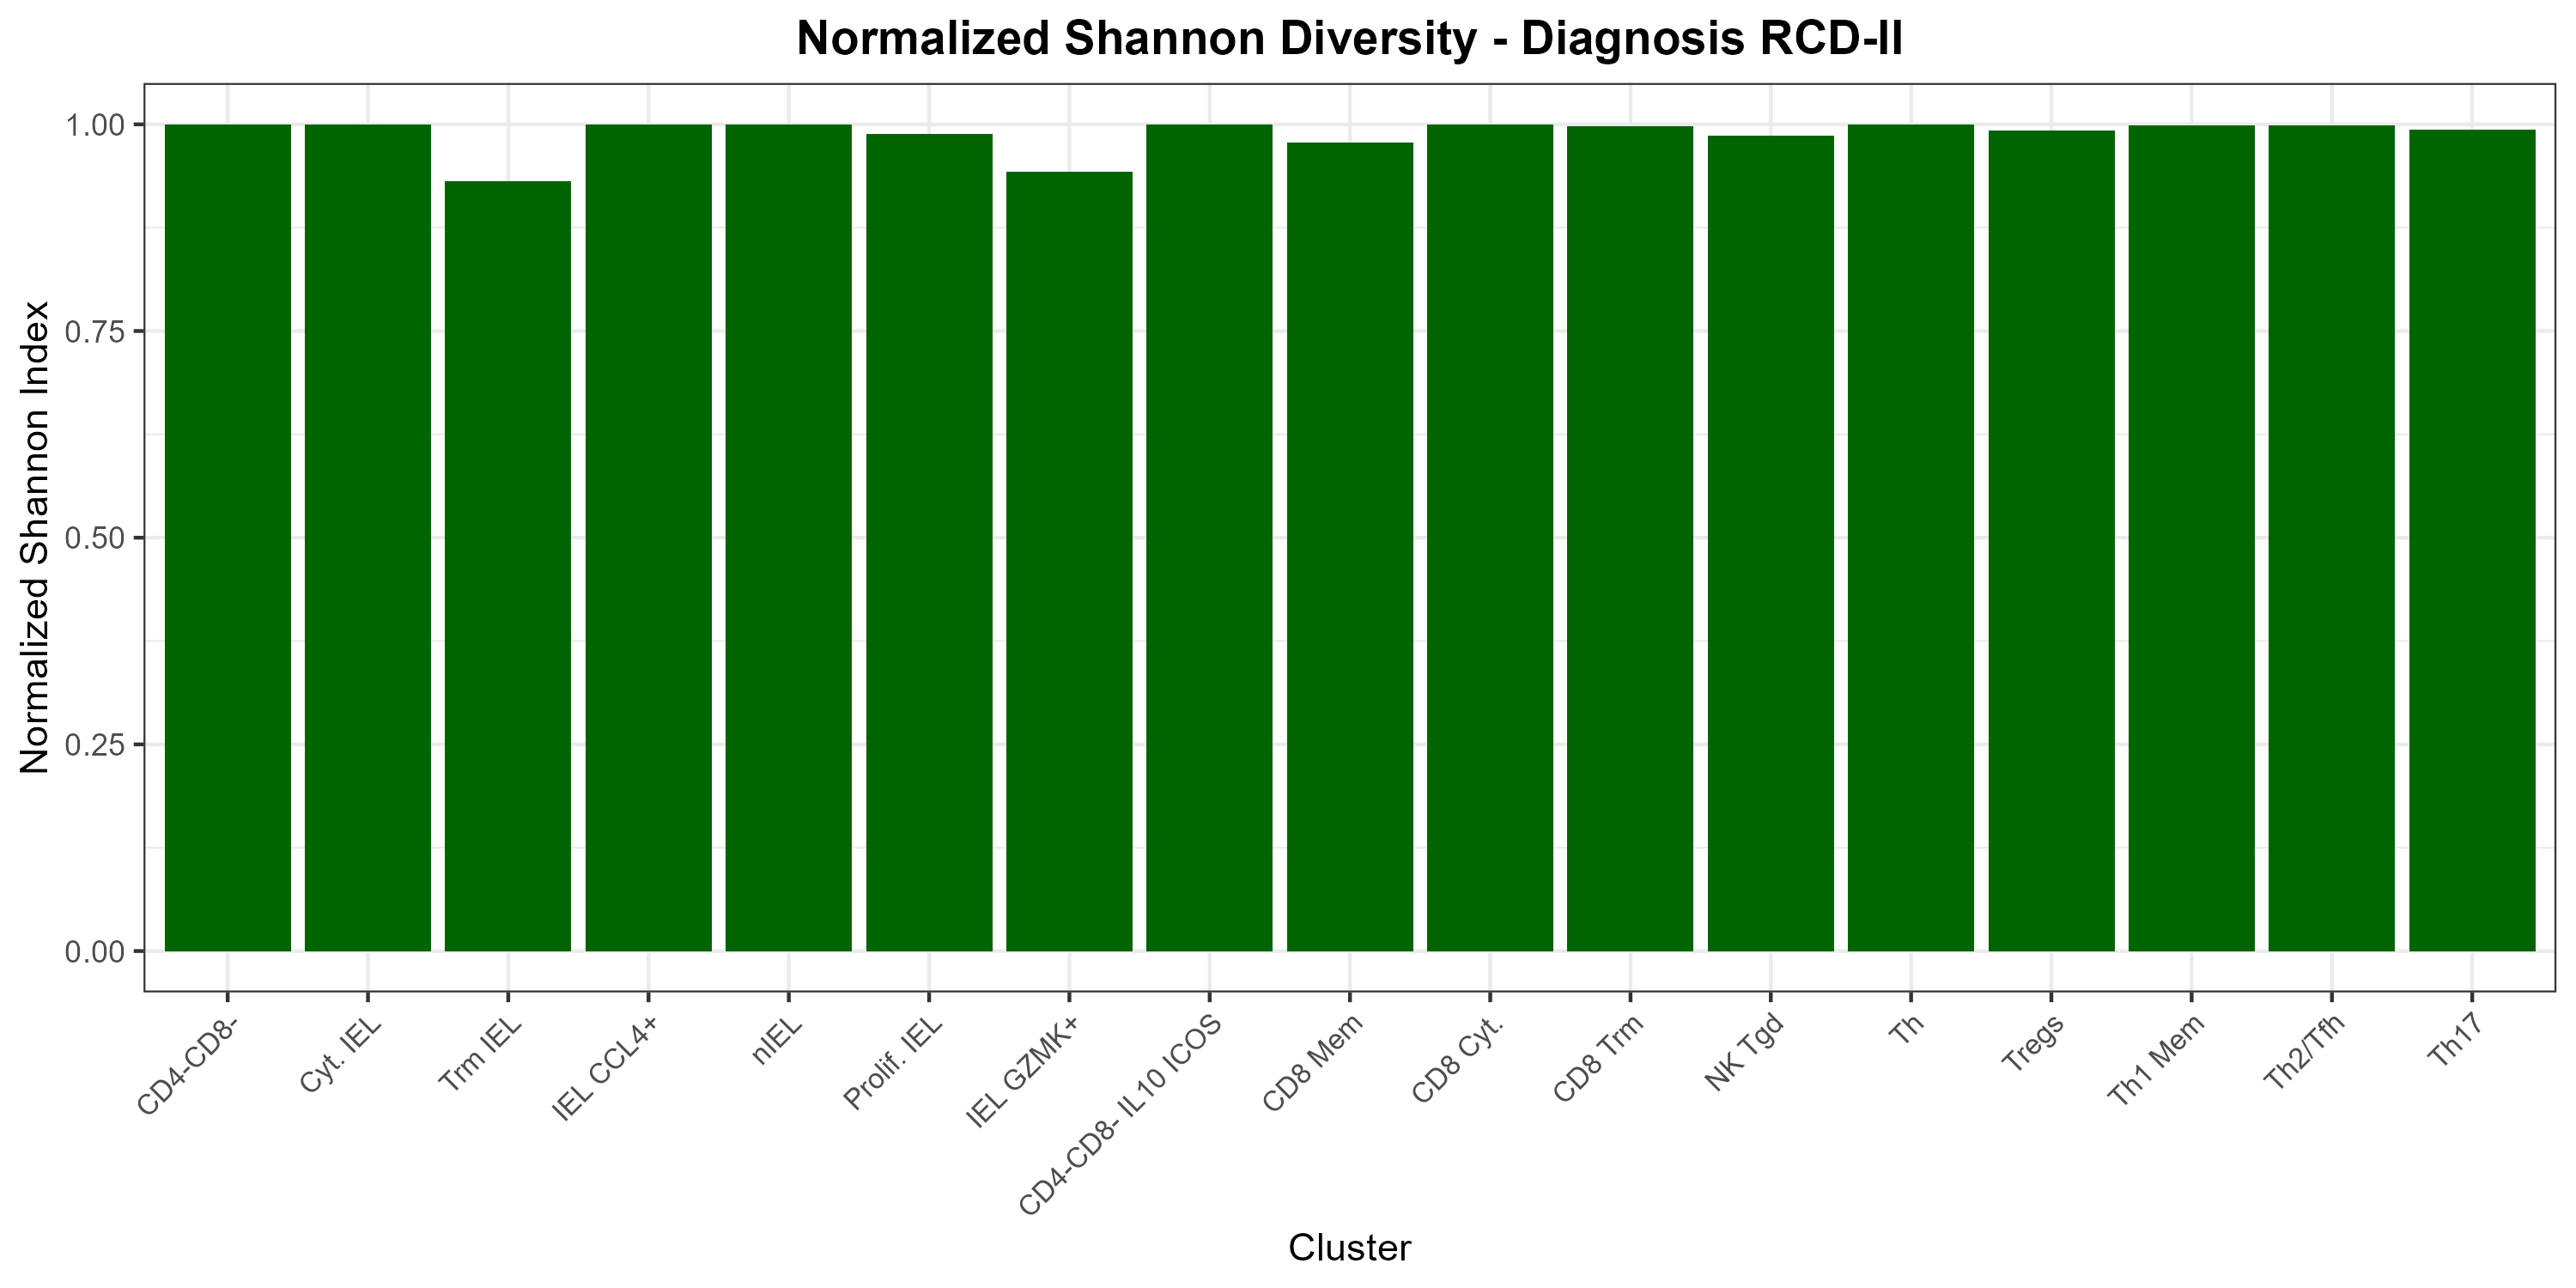 Normalized Shannon Diversity - Diagnosis RCD-II
Normalized Shannon Index
1.00
0.75
0.50
0.25
0.00
CD4-CD8-
Cyt. IEL
Trm IEL
IEL CCL4+
nIEL
Prolif. IEL
IEL GZMK+
CD4-CD8- IL10 ICOS
CD8 Mem
CD8 Cyt.
CD8 Trm
NK Tgd
Th
Tregs
Th1 Mem
Th2/Tfh
Th17
Cluster